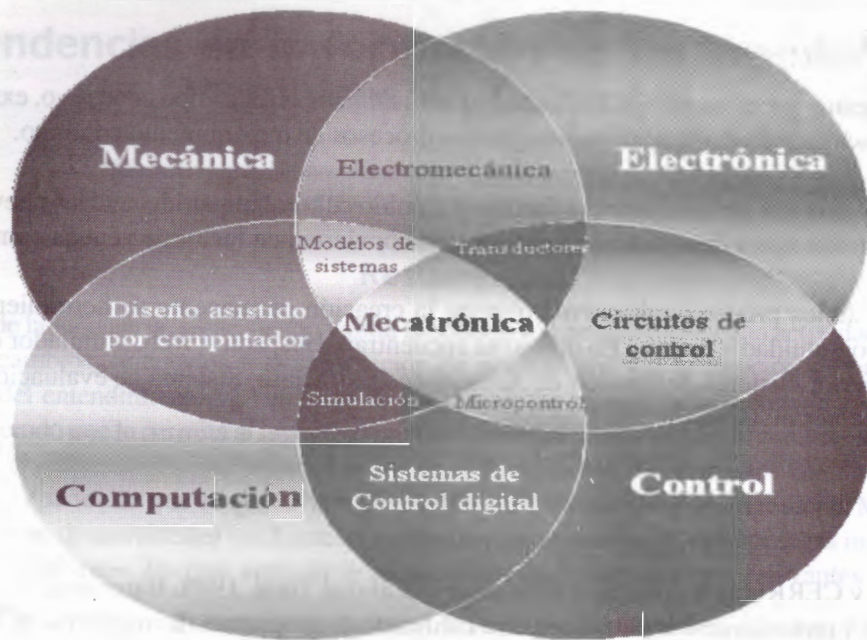 Mecánica
Electrónica
Electromecánica
Modelos de
sistemas
Transductores
Diseño asistido
por computador
Mecatrónica
Circuitos de
control
Simulación
Microcontrol
Computación
Sistemas de
Control digital
Control